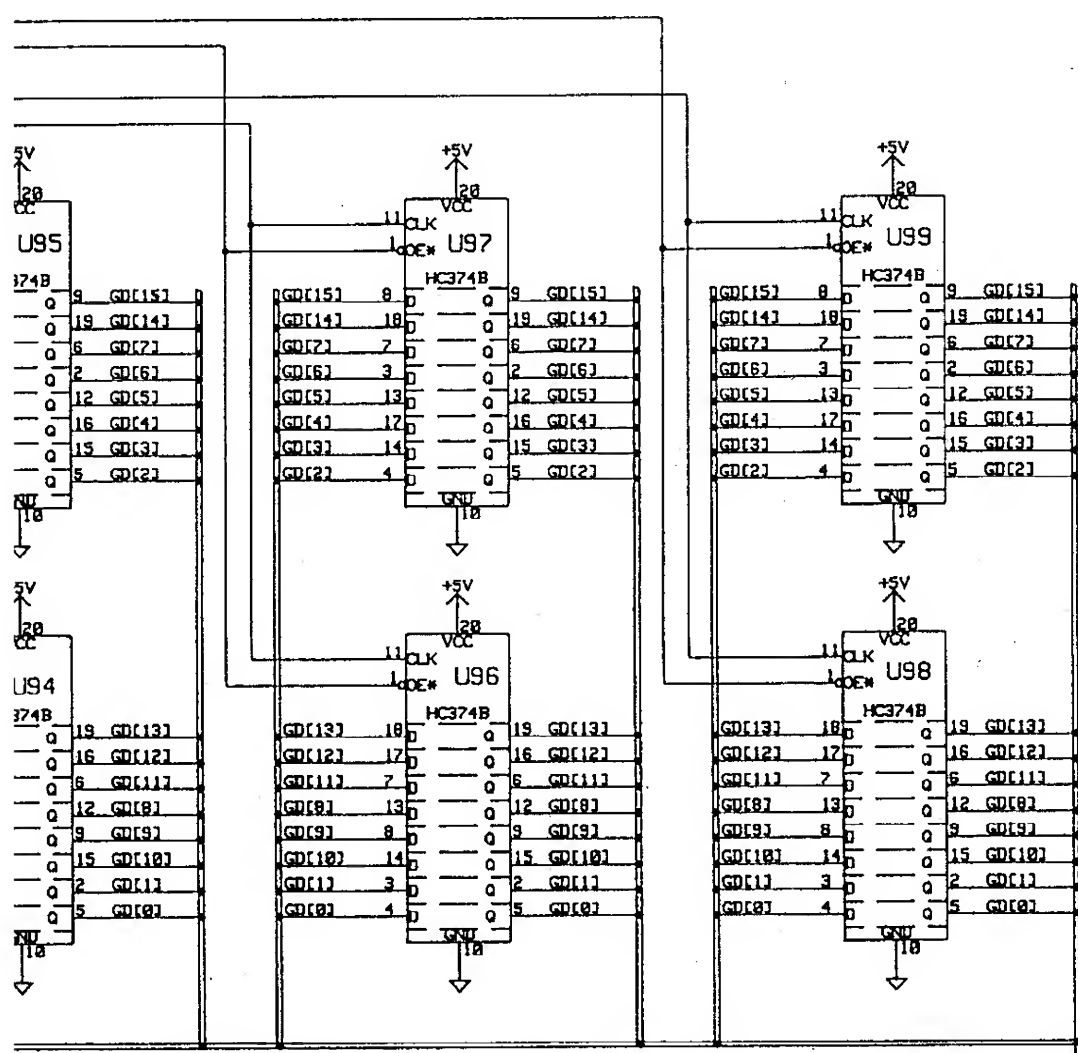 5V +5V +5V
20 20 20
CC VCC VCC
11 CLK 11 CLK
U95 1 OE* U97 1 OE* U99
374B HC374B HC374B
Q 9 GD[15] GD[15] 8 D Q 9 GD[15] GD[15] 8 D Q 9 GD[15]
Q 19 GD[14] GD[14] 18 D Q 19 GD[14] GD[14] 18 D Q 19 GD[14]
Q 6 GD[7] GD[7] 7 D Q 6 GD[7] GD[7] 7 D Q 6 GD[7]
Q 2 GD[6] GD[6] 3 D Q 2 GD[6] GD[6] 3 D Q 2 GD[6]
Q 12 GD[5] GD[5] 13 D Q 12 GD[5] GD[5] 13 D Q 12 GD[5]
Q 16 GD[4] GD[4] 17 D Q 16 GD[4] GD[4] 17 D Q 16 GD[4]
Q 15 GD[3] GD[3] 14 D Q 15 GD[3] GD[3] 14 D Q 15 GD[3]
Q 5 GD[2] GD[2] 4 D Q 5 GD[2] GD[2] 4 D Q 5 GD[2]
ND GND GND
10 10 10
5V +5V +5V
20 20 20
CC VCC VCC
11 CLK 11 CLK
U94 1 OE* U96 1 OE* U98
374B HC374B HC374B
Q 19 GD[13] GD[13] 18 D Q 19 GD[13] GD[13] 18 D Q 19 GD[13]
Q 16 GD[12] GD[12] 17 D Q 16 GD[12] GD[12] 17 D Q 16 GD[12]
Q 6 GD[11] GD[11] 7 D Q 6 GD[11] GD[11] 7 D Q 6 GD[11]
Q 12 GD[8] GD[8] 13 D Q 12 GD[8] GD[8] 13 D Q 12 GD[8]
Q 9 GD[9] GD[9] 8 D Q 9 GD[9] GD[9] 8 D Q 9 GD[9]
Q 15 GD[10] GD[10] 14 D Q 15 GD[10] GD[10] 14 D Q 15 GD[10]
Q 2 GD[1] GD[1] 3 D Q 2 GD[1] GD[1] 3 D Q 2 GD[1]
Q 5 GD[0] GD[0] 4 D Q 5 GD[0] GD[0] 4 D Q 5 GD[0]
ND GND GND
10 10 10